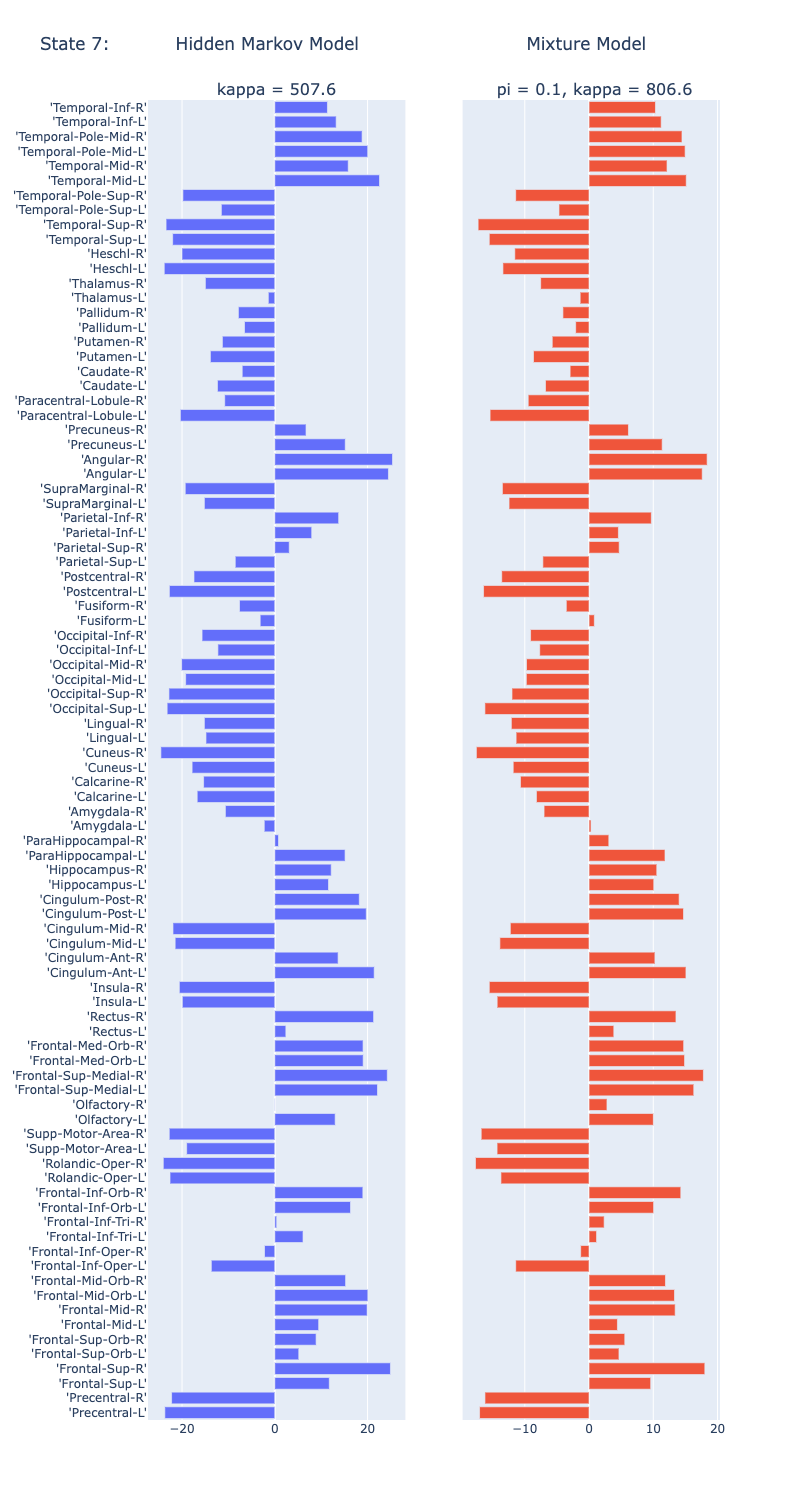 State 7:
Hidden Markov Model
Mixture Model
kappa = 507.6
pi = 0.1, kappa = 806.6
'Temporal-Inf-R'
'Temporal-Inf-L'
'Temporal-Pole-Mid-R'
'Temporal-Pole-Mid-L'
'Temporal-Mid-R'
'Temporal-Mid-L'
'Temporal-Pole-Sup-R'
'Temporal-Pole-Sup-L'
'Temporal-Sup-R'
'Temporal-Sup-L'
'Heschl-R'
'Heschl-L'
'Thalamus-R'
'Thalamus-L'
'Pallidum-R'
'Pallidum-L'
'Putamen-R'
'Putamen-L'
'Caudate-R'
'Caudate-L'
'Paracentral-Lobule-R'
'Paracentral-Lobule-L'
'Precuneus-R'
'Precuneus-L'
'Angular-R'
'Angular-L'
'SupraMarginal-R'
'SupraMarginal-L'
'Parietal-Inf-R'
'Parietal-Inf-L'
'Parietal-Sup-R'
'Parietal-Sup-L'
'Postcentral-R'
'Postcentral-L'
'Fusiform-R'
'Fusiform-L'
'Occipital-Inf-R'
'Occipital-Inf-L'
'Occipital-Mid-R'
'Occipital-Mid-L'
'Occipital-Sup-R'
'Occipital-Sup-L'
'Lingual-R'
'Lingual-L'
'Cuneus-R'
'Cuneus-L'
'Calcarine-R'
'Calcarine-L'
'Amygdala-R'
'Amygdala-L'
'ParaHippocampal-R'
'ParaHippocampal-L'
'Hippocampus-R'
'Hippocampus-L'
'Cingulum-Post-R'
'Cingulum-Post-L'
'Cingulum-Mid-R'
'Cingulum-Mid-L'
'Cingulum-Ant-R'
'Cingulum-Ant-L'
'Insula-R'
'Insula-L'
'Rectus-R'
'Rectus-L'
'Frontal-Med-Orb-R'
'Frontal-Med-Orb-L'
'Frontal-Sup-Medial-R'
'Frontal-Sup-Medial-L'
'Olfactory-R'
'Olfactory-L'
'Supp-Motor-Area-R'
'Supp-Motor-Area-L'
'Rolandic-Oper-R'
'Rolandic-Oper-L'
'Frontal-Inf-Orb-R'
'Frontal-Inf-Orb-L'
'Frontal-Inf-Tri-R'
'Frontal-Inf-Tri-L'
'Frontal-Inf-Oper-R'
'Frontal-Inf-Oper-L'
'Frontal-Mid-Orb-R'
'Frontal-Mid-Orb-L'
'Frontal-Mid-R'
'Frontal-Mid-L'
'Frontal-Sup-Orb-R'
'Frontal-Sup-Orb-L'
'Frontal-Sup-R'
'Frontal-Sup-L'
'Precentral-R'
'Precentral-L'
−20 0 20
−10 0 10 20